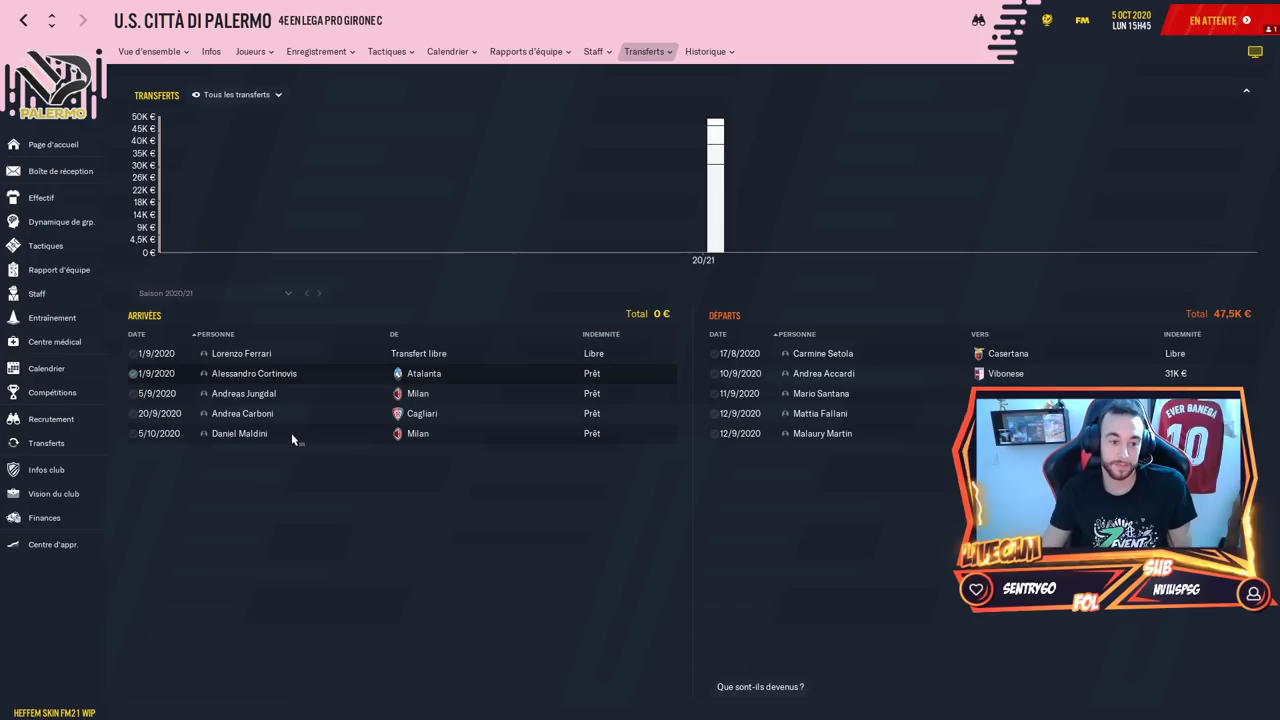 U.S. CITTÀ DI PALERMO 4E EN LEGA PRO GIRONE C
5 OCT 2020
LUN 15H45
EN ATTENTE
1
FM
Vue d'ensemble Infos Joueurs Enregistrement Tactiques Calendrier Rapports d'équipe Staff Transferts Historique
PALERMO
TRANSFERTS Tous les transferts
50K €
45K €
40K €
35K €
30K €
26K €
22K €
18K €
14K €
9K €
4,5K €
0 €
20/21
Page d'accueil
Boîte de réception
Effectif
Dynamique de grp.
Tactiques
Rapport d'équipe
Staff
Entraînement
Centre médical
Calendrier
Compétitions
Recrutement
Transferts
Infos club
Vision du club
Finances
Centre d'appr.
Saison 2020/21
ARRIVÉES Total 0 €
DATE PERSONNE DE INDEMNITÉ
1/9/2020 Lorenzo Ferrari Transfert libre Libre
1/9/2020 Alessandro Cortinovis Atalanta Prêt
5/9/2020 Andreas Jungdal Milan Prêt
20/9/2020 Andrea Carboni Cagliari Prêt
5/10/2020 Daniel Maldini Milan Prêt
DÉPARTS Total 47,5K €
DATE PERSONNE VERS INDEMNITÉ
17/8/2020 Carmine Setola Casertana Libre
10/9/2020 Andrea Accardi Vibonese 31K €
11/9/2020 Mario Santana
12/9/2020 Mattia Fallani
12/9/2020 Malaury Martin
EVER BANEGA
10
7 EVENT
LIVECAM
SUB
SENTRY60
NVIIISPSG
FOL
Que sont-ils devenus ?
HEFFEM SKIN FM21 WIP